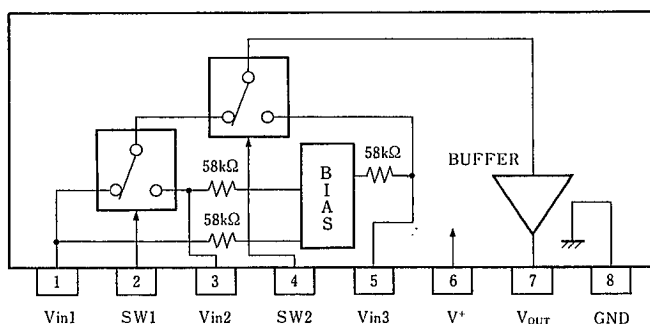 58kΩ
58kΩ
BIAS
58kΩ
BUFFER
1 2 3 4 5 6 7 8
Vin1 SW1 Vin2 SW2 Vin3 V+ VOUT GND